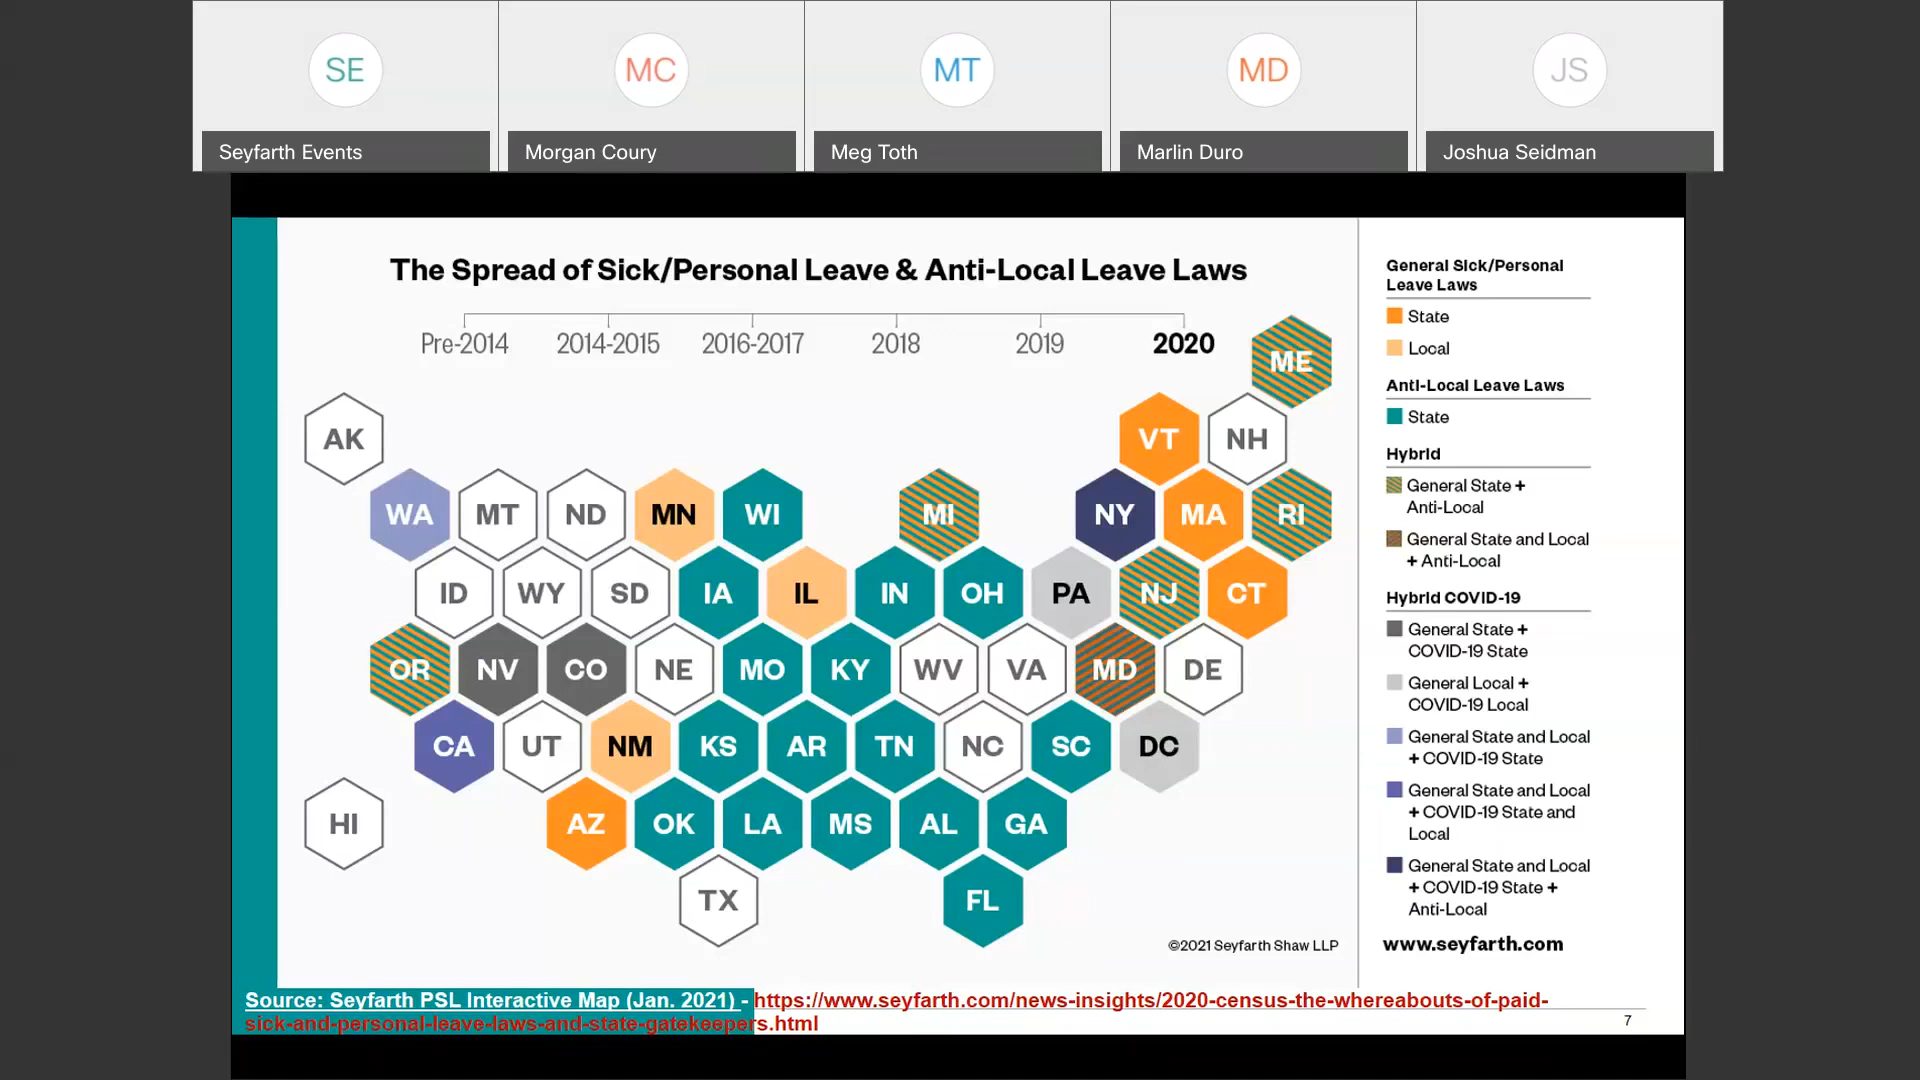 SE
MC
MT
MD
JS
Seyfarth Events
Morgan Coury
Meg Toth
Marlin Duro
Joshua Seidman
The Spread of Sick/Personal Leave & Anti-Local Leave Laws
Pre-2014
2014-2015
2016-2017
2018
2019
2020
ME
AK
VT
NH
WA
MT
ND
MN
WI
MI
NY
MA
RI
ID
WY
SD
IA
IL
IN
OH
PA
NJ
CT
OR
NV
CO
NE
MO
KY
WV
VA
MD
DE
CA
UT
NM
KS
AR
TN
NC
SC
DC
HI
AZ
OK
LA
MS
AL
GA
TX
FL
©2021 Seyfarth Shaw LLP
General Sick/Personal
Leave Laws
State
Local
Anti-Local Leave Laws
State
Hybrid
General State +
Anti-Local
General State and Local
+ Anti-Local
Hybrid COVID-19
General State +
COVID-19 State
General Local +
COVID-19 Local
General State and Local
+ COVID-19 State
General State and Local
+ COVID-19 State and
Local
General State and Local
+ COVID-19 State +
Anti-Local
www.seyfarth.com
Source: Seyfarth PSL Interactive Map (Jan. 2021) - https://www.seyfarth.com/news-insights/2020-census-the-whereabouts-of-paid-
sick-and-personal-leave-laws-and-state-gatekeepers.html
7